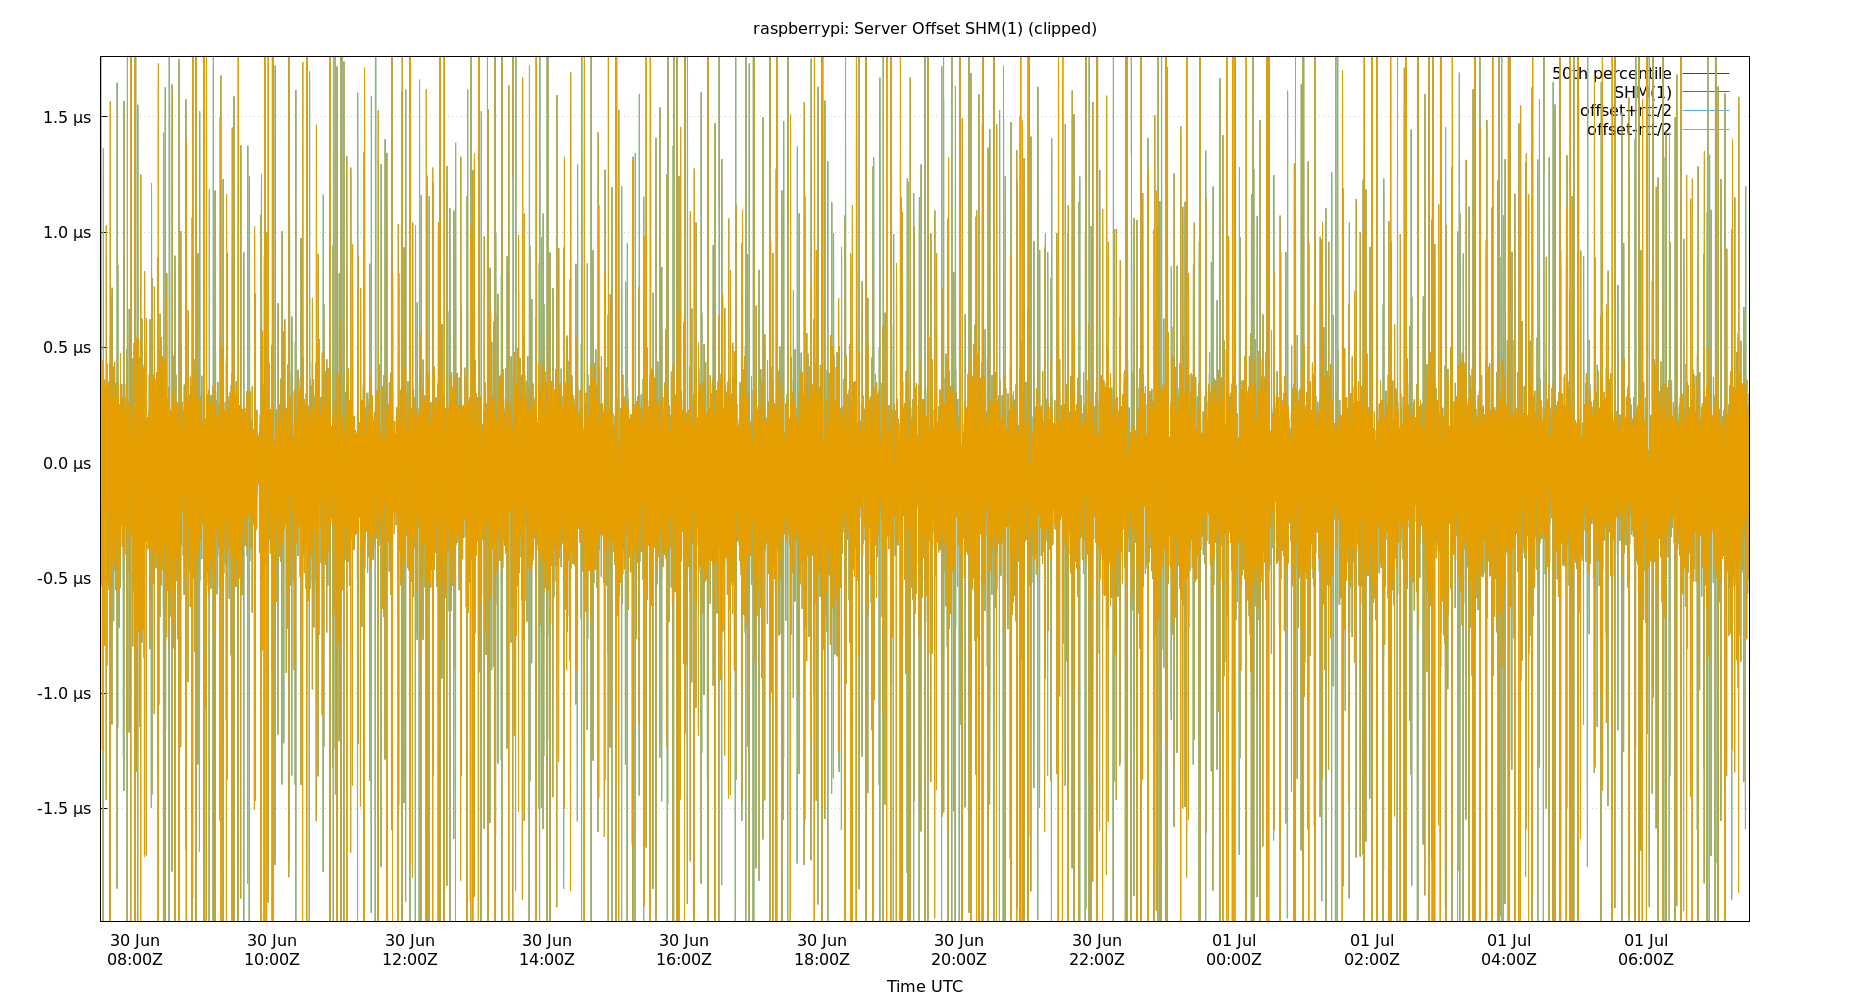 raspberrypi: Server Offset SHM(1) (clipped)
50th percentile
SHM(1)
offset+rtt/2
offset-rtt/2
1.5 µs
1.0 µs
0.5 µs
0.0 µs
-0.5 µs
-1.0 µs
-1.5 µs
30 Jun 30 Jun 30 Jun 30 Jun 30 Jun 30 Jun 30 Jun 30 Jun 01 Jul 01 Jul 01 Jul 01 Jul
08:00Z 10:00Z 12:00Z 14:00Z 16:00Z 18:00Z 20:00Z 22:00Z 00:00Z 02:00Z 04:00Z 06:00Z
Time UTC